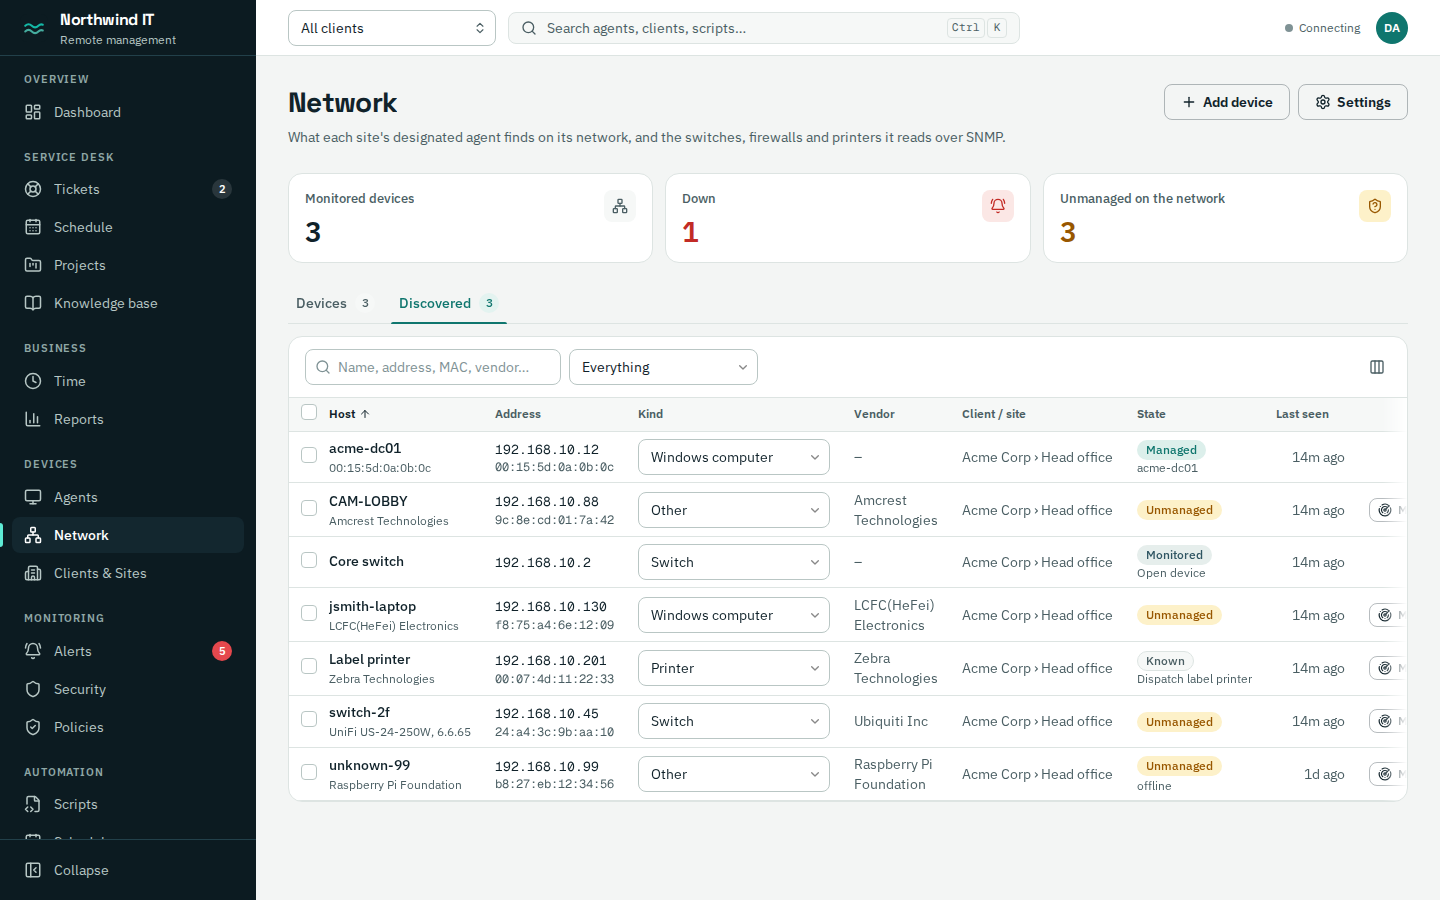 Northwind IT
Remote management
All clients
Search agents, clients, scripts...
Ctrl K
Connecting
DA
OVERVIEW
Dashboard
SERVICE DESK
Tickets 2
Schedule
Projects
Knowledge base
BUSINESS
Time
Reports
DEVICES
Agents
Network
Clients & Sites
MONITORING
Alerts 5
Security
Policies
AUTOMATION
Scripts
Collapse
Network
Add device
Settings
What each site's designated agent finds on its network, and the switches, firewalls and printers it reads over SNMP.
Monitored devices
3
Down
1
Unmanaged on the network
3
Devices 3
Discovered 3
Name, address, MAC, vendor...
Everything
Host Address Kind Vendor Client / site State Last seen
acme-dc01
00:15:5d:0a:0b:0c
192.168.10.12
00:15:5d:0a:0b:0c
Windows computer
–
Acme Corp › Head office
Managed
acme-dc01
14m ago
CAM-LOBBY
Amcrest Technologies
192.168.10.88
9c:8e:cd:01:7a:42
Other
Amcrest
Technologies
Acme Corp › Head office
Unmanaged
14m ago
Core switch
192.168.10.2
Switch
–
Acme Corp › Head office
Monitored
Open device
14m ago
jsmith-laptop
LCFC(HeFei) Electronics
192.168.10.130
f8:75:a4:6e:12:09
Windows computer
LCFC(HeFei)
Electronics
Acme Corp › Head office
Unmanaged
14m ago
Label printer
Zebra Technologies
192.168.10.201
00:07:4d:11:22:33
Printer
Zebra
Technologies
Acme Corp › Head office
Known
Dispatch label printer
14m ago
switch-2f
UniFi US-24-250W, 6.6.65
192.168.10.45
24:a4:3c:9b:aa:10
Switch
Ubiquiti Inc
Acme Corp › Head office
Unmanaged
14m ago
unknown-99
Raspberry Pi Foundation
192.168.10.99
b8:27:eb:12:34:56
Other
Raspberry Pi
Foundation
Acme Corp › Head office
Unmanaged
offline
1d ago